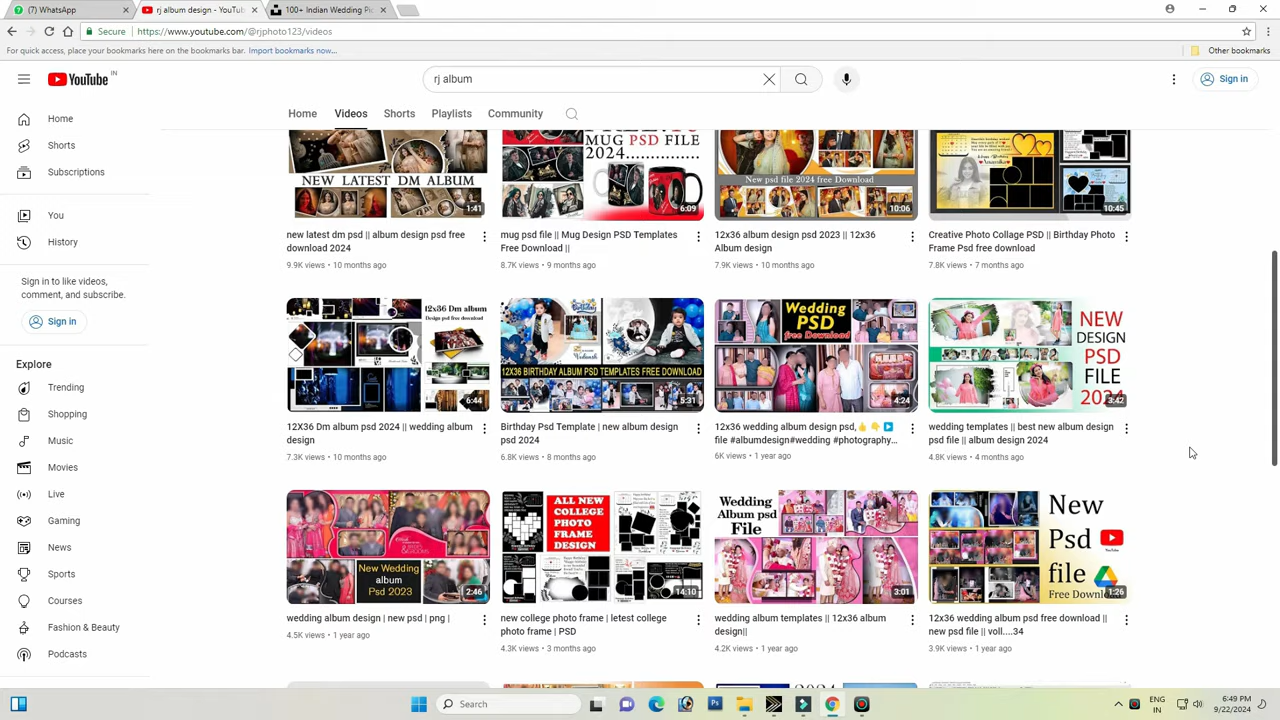 (7) WhatsApp
rj album design - YouTu
100+ Indian Wedding Pic
Secure
https://www.youtube.com/@rjphoto123/videos
For quick access, place your bookmarks here on the bookmarks bar. Import bookmarks now...
Other bookmarks
YouTube IN
rj album
Sign in
Home
Videos
Shorts
Playlists
Community
Home
Shorts
Subscriptions
You
History
Sign in to like videos,
comment, and subscribe.
Sign in
Explore
Trending
Shopping
Music
Movies
Live
Gaming
News
Sports
Courses
Fashion & Beauty
Podcasts
NEW LATEST DM ALBUM
1:41
new latest dm psd || album design psd free
download 2024
9.9K views • 10 months ago
MUG PSD FILE
2024.............
6:09
mug psd file || Mug Design PSD Templates
Free Download ||
8.7K views • 9 months ago
New psd file 2024 free Download
10:06
12x36 album design psd 2023 || 12x36
Album design
7.9K views • 10 months ago
10:45
Creative Photo Collage PSD || Birthday Photo
Frame Psd free download
7.8K views • 7 months ago
12x36 Dm album
Design psd free download
6:44
12X36 Dm album psd 2024 || wedding album
design
7.3K views • 10 months ago
12X36 BIRTHDAY ALBUM PSD TEMPLATES FREE DOWNLOAD
5:31
Birthday Psd Template | new album design
psd 2024
6.8K views • 8 months ago
Wedding
PSD
free Download
4:24
12x36 wedding album design psd,👍👇▶
file #albumdesign#wedding #photography...
6K views • 1 year ago
NEW
DESIGN
PSD
FILE
2024
3:42
wedding templates || best new album design
psd file || album design 2024
4.8K views • 4 months ago
New Wedding
album
Psd 2023
2:46
wedding album design | new psd | png |
4.5K views • 1 year ago
ALL NEW
COLLEGE
PHOTO
FRAME
DESIGN
14:10
new college photo frame | letest college
photo frame | PSD
4.3K views • 3 months ago
Wedding
Album psd
File
3:01
wedding album templates || 12x36 album
design||
4.2K views • 1 year ago
New
Psd
file
Free Download
1:26
12x36 wedding album psd free download ||
new psd file || voll....34
3.9K views • 1 year ago
Search
ENG
IN
6:49 PM
9/22/2024